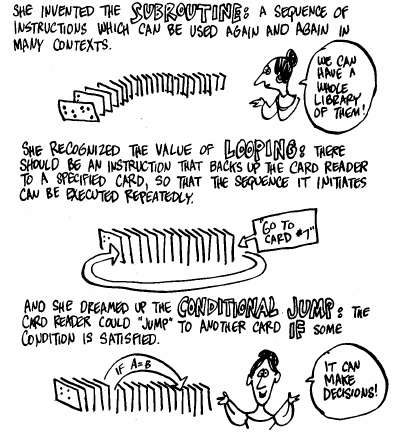 SHE INVENTED THE SUBROUTINE: A SEQUENCE OF
INSTRUCTIONS WHICH CAN BE USED AGAIN AND AGAIN IN
MANY CONTEXTS.
WE CAN
HAVE A
WHOLE
LIBRARY
OF THEM!
SHE RECOGNIZED THE VALUE OF LOOPING: THERE
SHOULD BE AN INSTRUCTION THAT BACKS UP THE CARD READER
TO A SPECIFIED CARD, SO THAT THE SEQUENCE IT INITIATES
CAN BE EXECUTED REPEATEDLY.
"GO TO
CARD #7"
AND SHE DREAMED UP THE CONDITIONAL JUMP: THE
CARD READER COULD "JUMP" TO ANOTHER CARD IF SOME
CONDITION IS SATISFIED.
IF A=B
IT CAN
MAKE
DECISIONS!